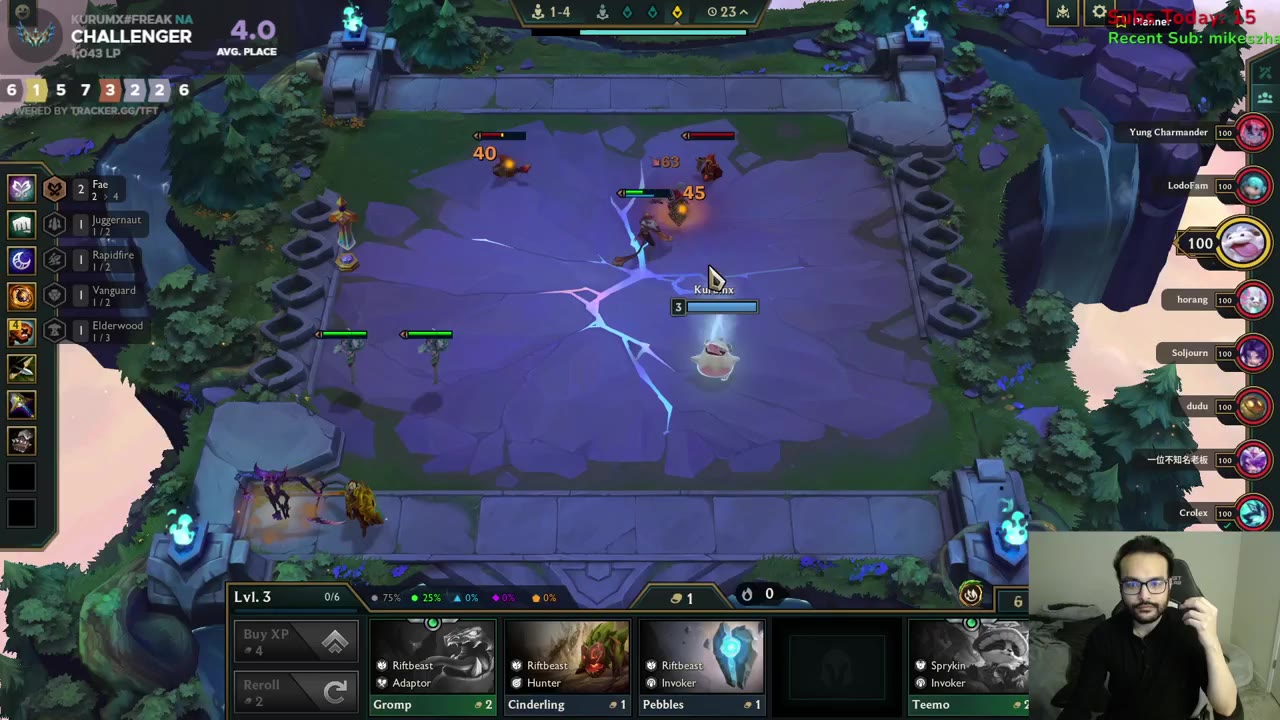 KURUMX#FREAK NA
CHALLENGER
1,043 LP
4.0
AVG. PLACE
6 1 5 7 3 2 2 6
WERED BY TRACKER.GG/TFT
1-4
23
Planner
Subs Today: 15
Recent Sub: mikeszha
2 Fae
2 > 4
1 Juggernaut
1 / 2
1 Rapidfire
1 / 2
1 Vanguard
1 / 2
1 Elderwood
1 / 3
4
40
63
45
3
Yung Charmander 100
LodoFam 100
100
horang 100
Soljourn 100
dudu 100
一位不知名老板 100
Crolex 100
Lvl. 3
0/6
75% 25% 0% 0% 0%
1
0
6
Buy XP
4
Reroll
2
Riftbeast
Adaptor
Gromp 2
Riftbeast
Hunter
Cinderling 1
Riftbeast
Invoker
Pebbles 1
Sprykin
Invoker
Teemo 2